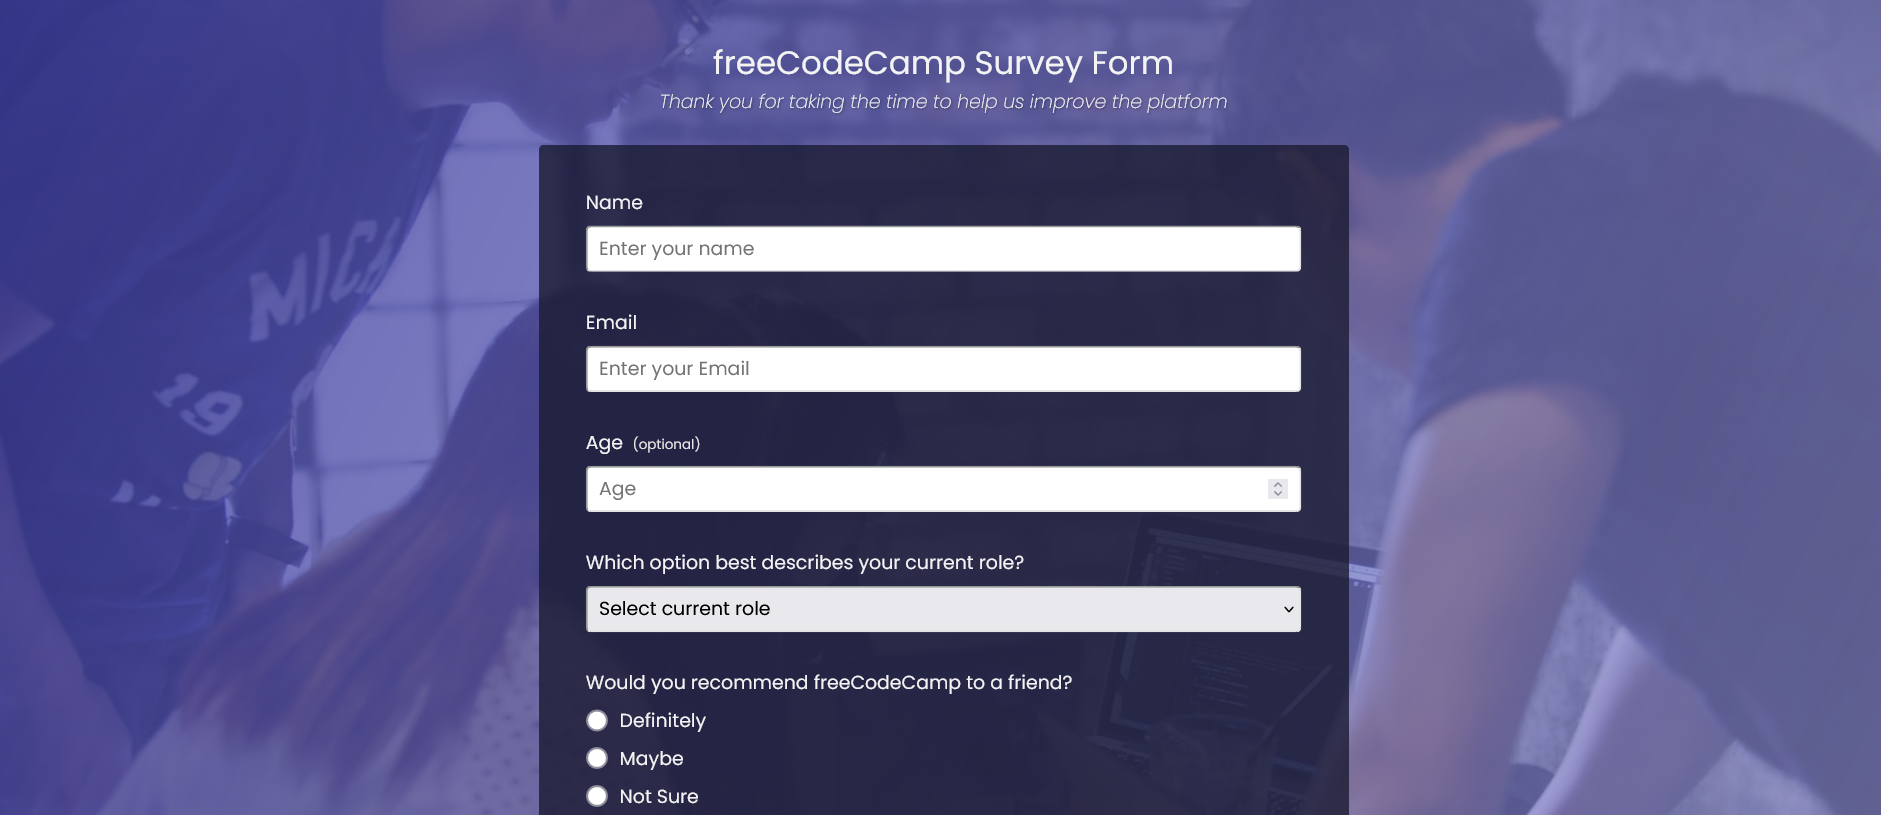 freeCodeCamp Survey Form
Thank you for taking the time to help us improve the platform
Name
Enter your name
Email
Enter your Email
Age (optional)
Age
Which option best describes your current role?
Select current role
Would you recommend freeCodeCamp to a friend?
Definitely
Maybe
Not Sure
MICH
19